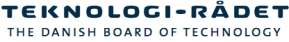 TEKNOLOGI-RÅDET
THE DANISH BOARD OF TECHNOLOGY